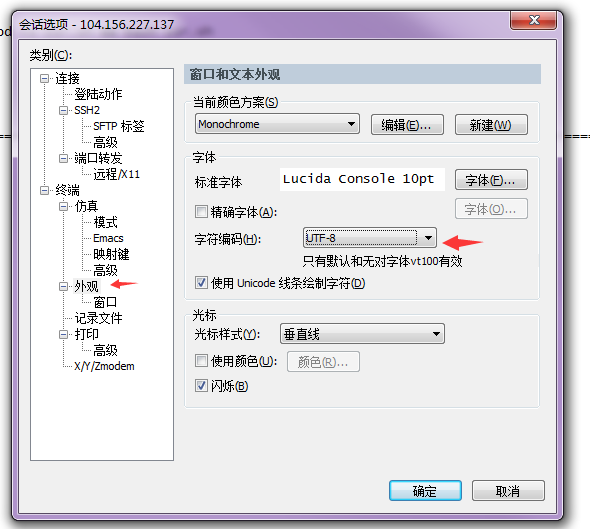 会话选项 - 104.156.227.137
类别(C):
连接
登陆动作
SSH2
SFTP 标签
高级
端口转发
远程/X11
终端
仿真
模式
Emacs
映射键
高级
外观
窗口
记录文件
打印
高级
X/Y/Zmodem
窗口和文本外观
当前颜色方案(S)
Monochrome
编辑(E)...
新建(W)
字体
标准字体
Lucida Console 10pt
字体(F)...
精确字体(A):
字体(O)...
字符编码(H):
UTF-8
只有默认和无对字体vt100有效
使用 Unicode 线条绘制字符(D)
光标
光标样式(Y):
垂直线
使用颜色(U):
颜色(R)...
闪烁(B)
确定
取消